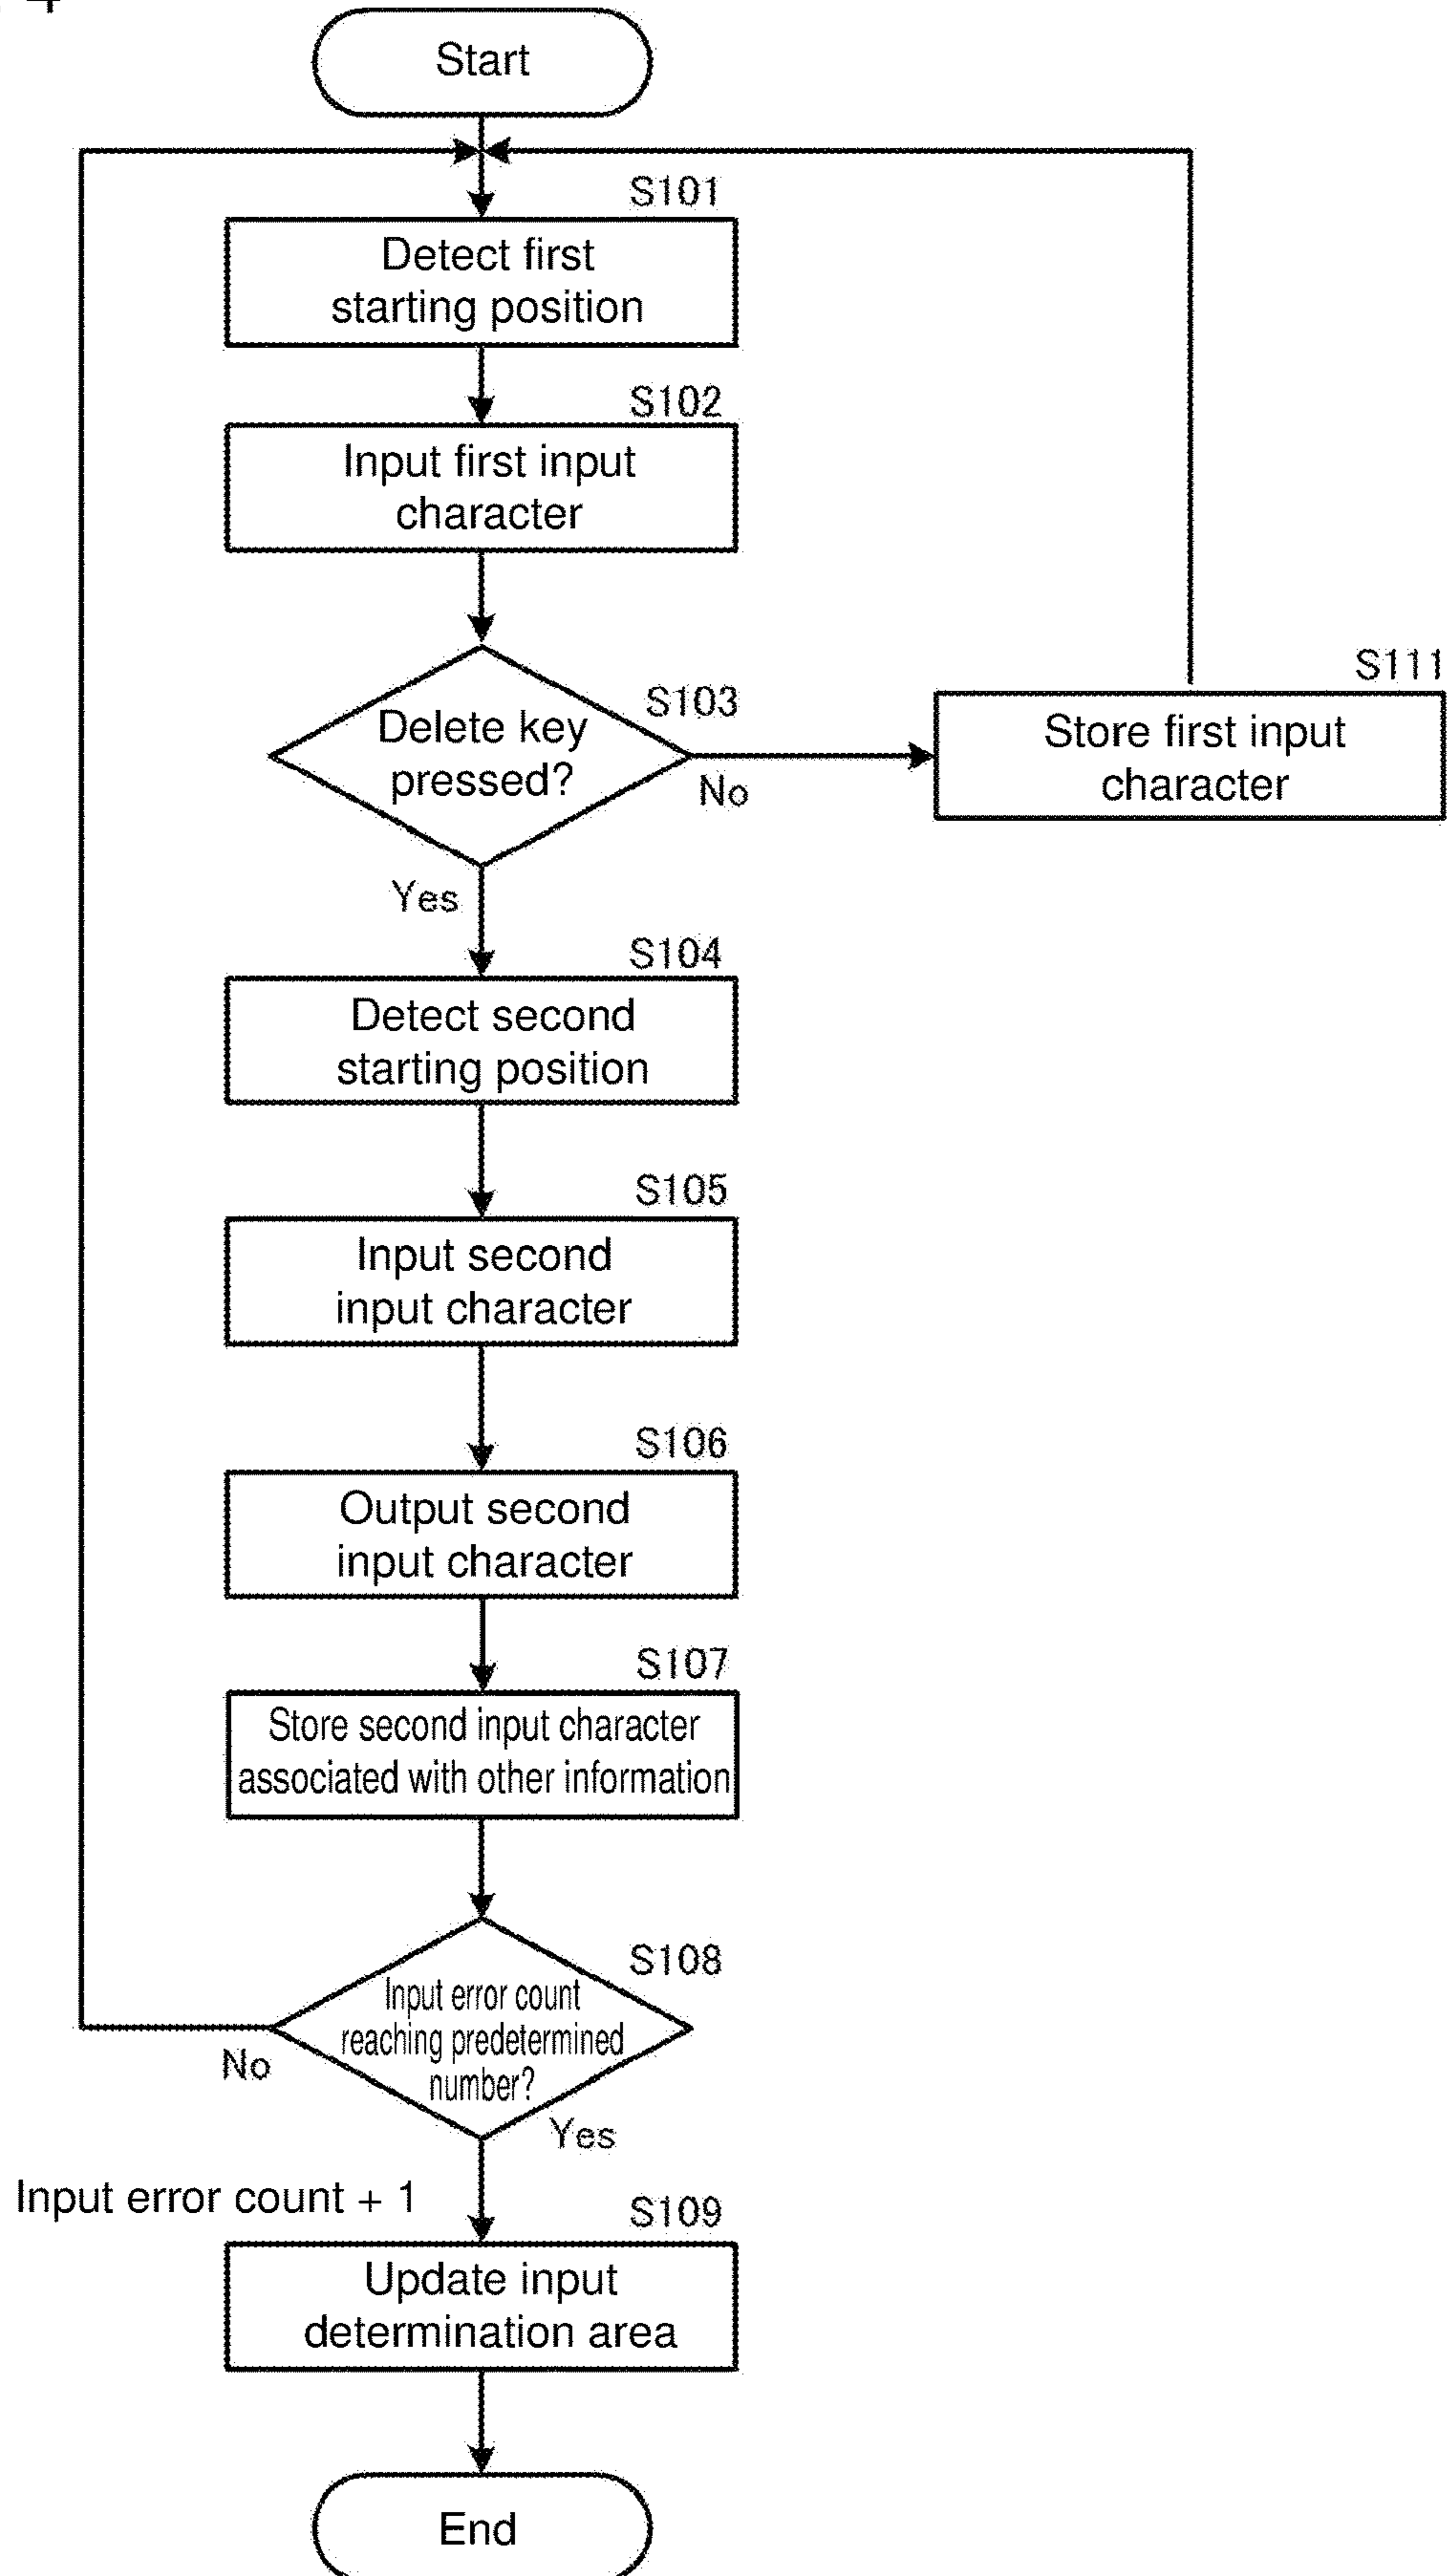 4
Start
S101
Detect first
starting position
S102
Input first input
character
S103
Delete key
pressed?
No
S111
Store first input
character
Yes
S104
Detect second
starting position
S105
Input second
input character
S106
Output second
input character
S107
Store second input character
associated with other information
S108
Input error count
reaching predetermined
number?
No
Yes
Input error count + 1
S109
Update input
determination area
End